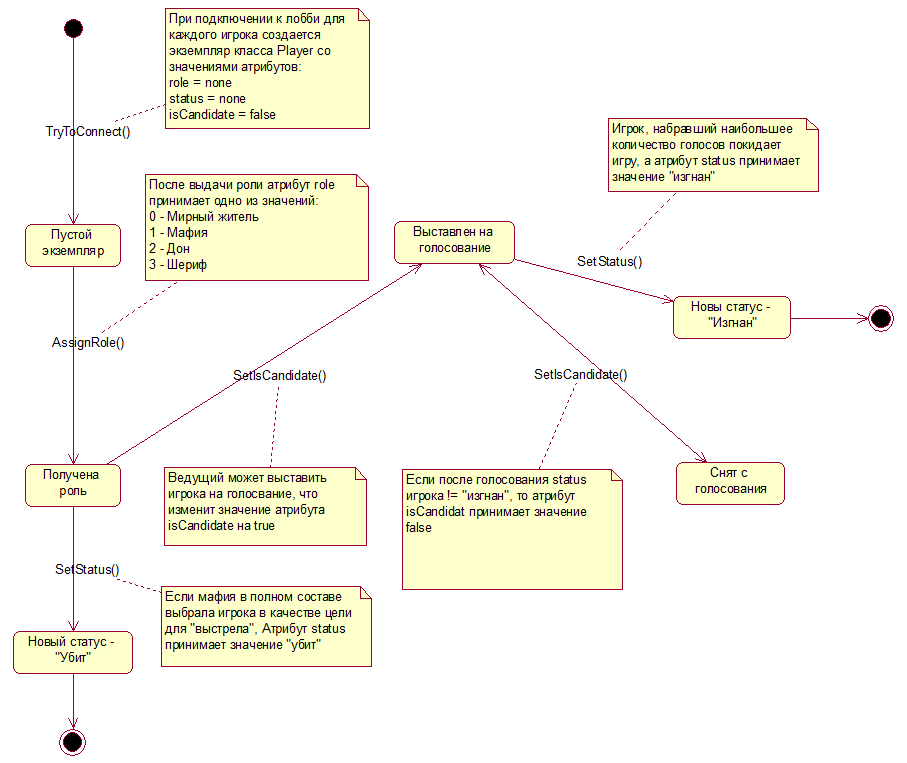 При подключении к лобби для
каждого игрока создается
экземпляр класса Player со
значениями атрибутов:
role = none
status = none
isCandidate = false
TryToConnect()
Игрок, набравший наибольшее
количество голосов покидает
игру, а атрибут status принимает
значение "изгнан"
После выдачи роли атрибут role
принимает одно из значений:
0 - Мирный житель
1 - Мафия
2 - Дон
3 - Шериф
Пустой
экземпляр
Выставлен на
голосование
SetStatus()
Новы статус -
"Изгнан"
AssignRole()
SetIsCandidate()
SetIsCandidate()
Получена
роль
Ведущий может выставить
игрока на голосвание, что
изменит значение атрибута
isCandidate на true
Если после голосования status
игрока != "изгнан", то атрибут
isCandidat принимает значение
false
Снят с
голосования
SetStatus()
Если мафия в полном составе
выбрала игрока в качестве цели
для "выстрела", Атрибут status
принимает значение "убит"
Новый статус -
"Убит"